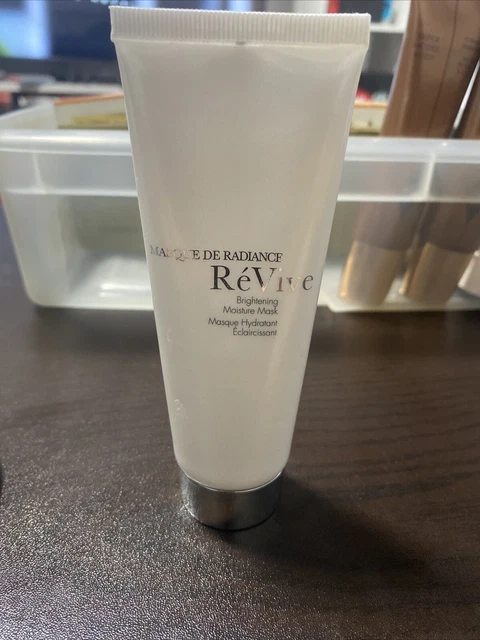 MASQUE DE RADIANCE
RéVive
Brightening
Moisture Mask
Masque Hydratant
Éclaircissant